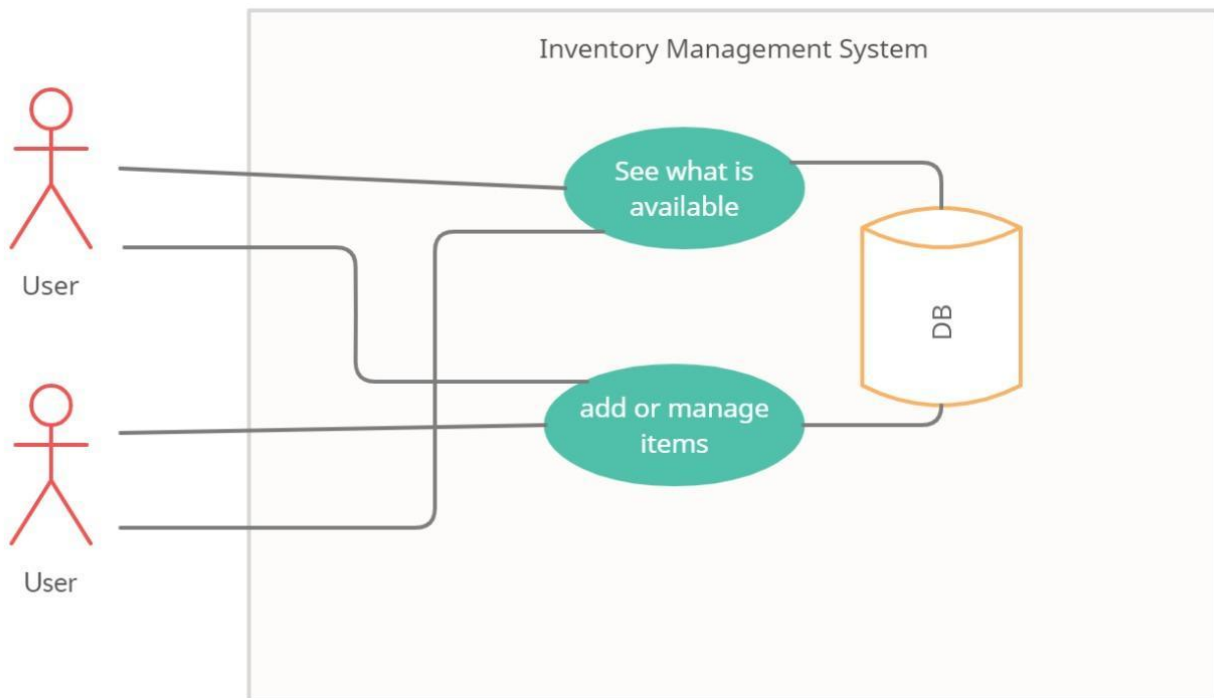 Inventory Management System
See what is
available
User
DB
add or manage
items
User